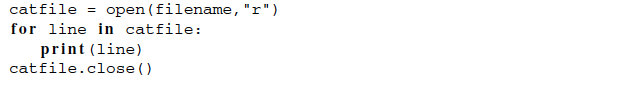 catfile = open(filename,"r")
for line in catfile:
    print(line)
catfile.close()